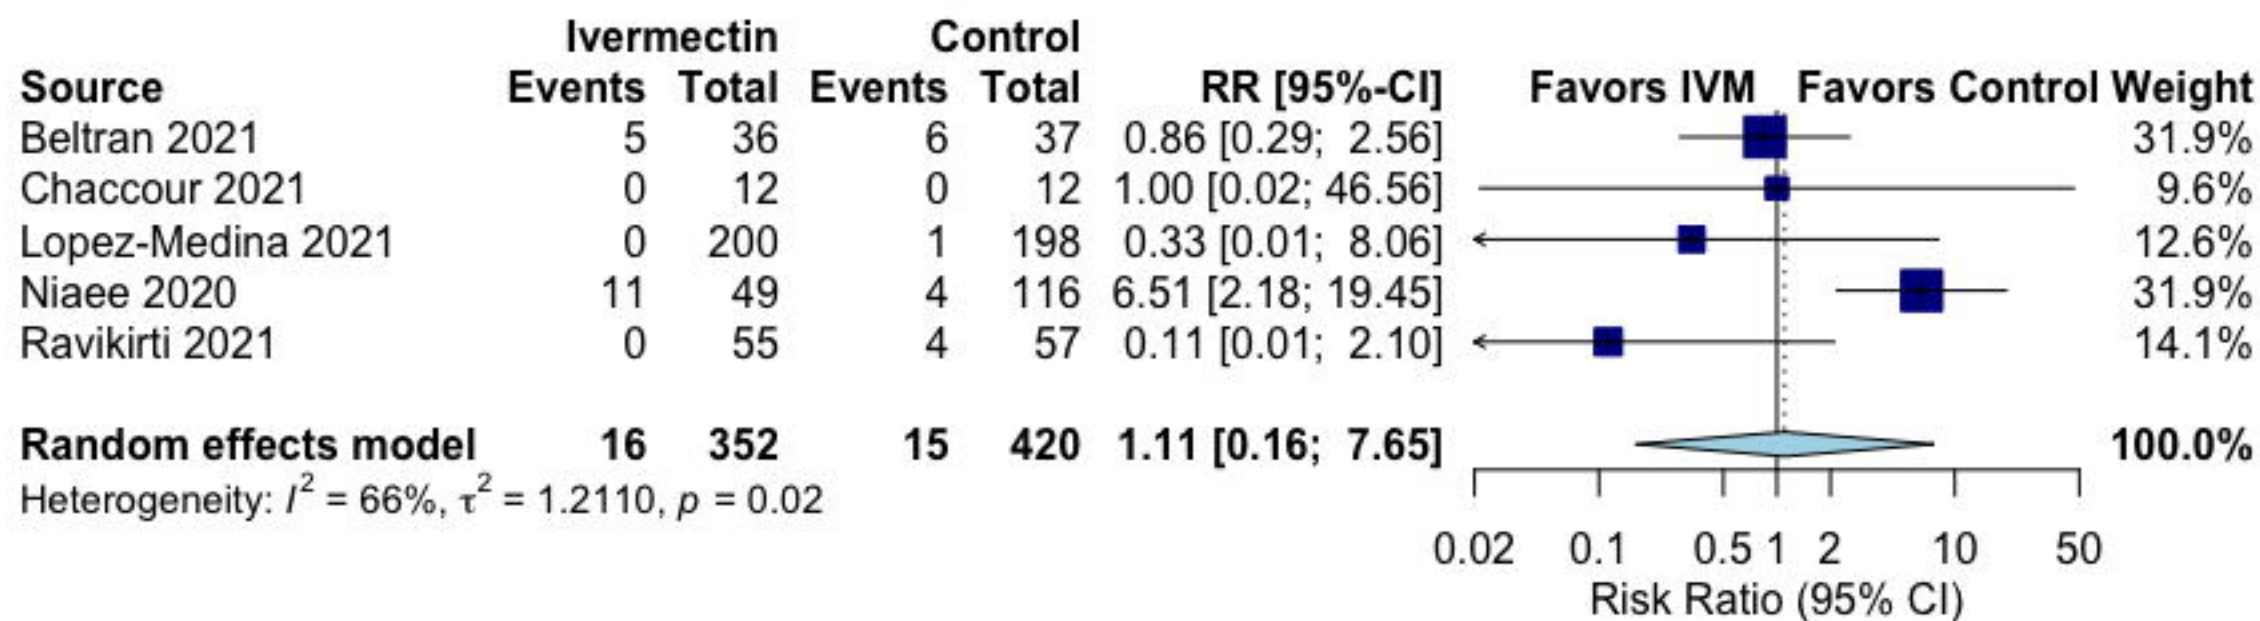 Ivermectin Control
Source Events Total Events Total RR [95%-CI] Favors IVM Favors Control Weight
Beltran 2021 5 36 6 37 0.86 [0.29; 2.56] 31.9%
Chaccour 2021 0 12 0 12 1.00 [0.02; 46.56] 9.6%
Lopez-Medina 2021 0 200 1 198 0.33 [0.01; 8.06] 12.6%
Niaee 2020 11 49 4 116 6.51 [2.18; 19.45] 31.9%
Ravikirti 2021 0 55 4 57 0.11 [0.01; 2.10] 14.1%
Random effects model 16 352 15 420 1.11 [0.16; 7.65] 100.0%
Heterogeneity: I² = 66%, τ² = 1.2110, p = 0.02
0.02 0.1 0.5 1 2 10 50
Risk Ratio (95% CI)